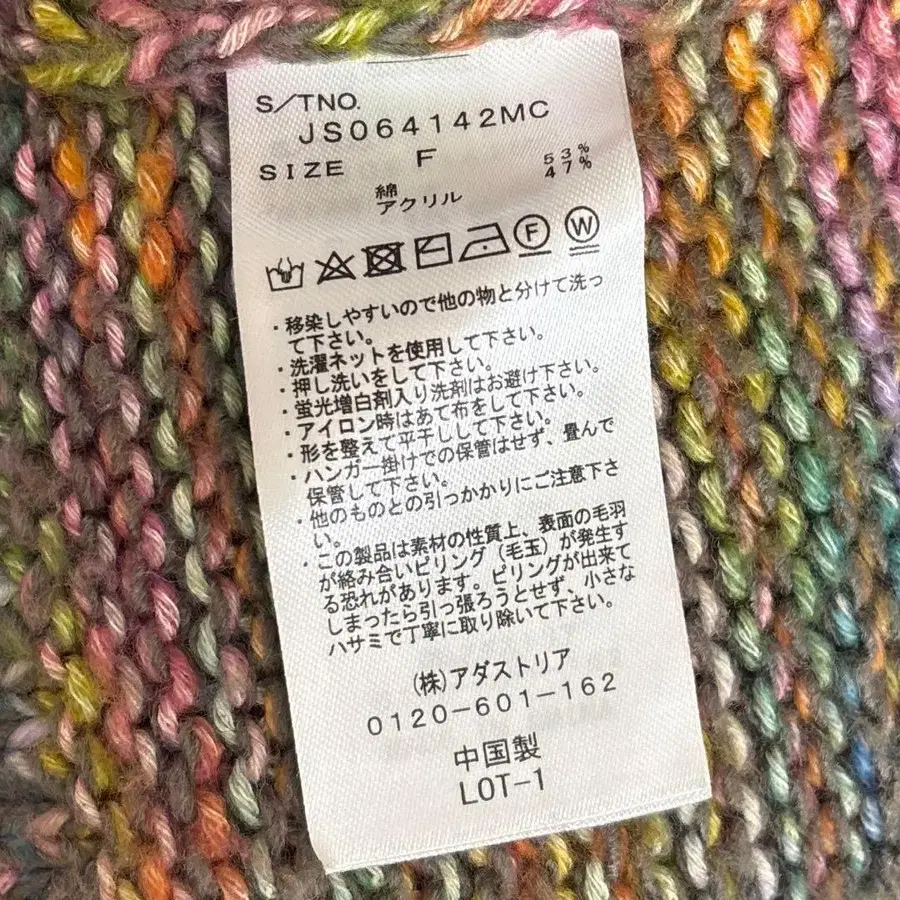 S/TNO.
JS064142MC
SIZE F
綿 53%
アクリル 47%
F W
・移染しやすいので他の物と分けて洗っ
て下さい。
・洗濯ネットを使用して下さい。
・押し洗いをして下さい。
・蛍光増白剤入り洗剤はお避け下さい。
・アイロン時はあて布をして下さい。
・形を整えて平干しして下さい。
・ハンガー掛けでの保管はせず、畳んで
保管して下さい。
・他のものとの引っかかりにご注意下さ
い。
・この製品は素材の性質上、表面の毛羽
が絡み合いピリング（毛玉）が発生す
る恐れがあります。ピリングが出来て
しまったら引っ張ろうとせず、小さな
ハサミで丁寧に取り除いて下さい。
(株)アダストリア
0120-601-162
中国製
LOT-1